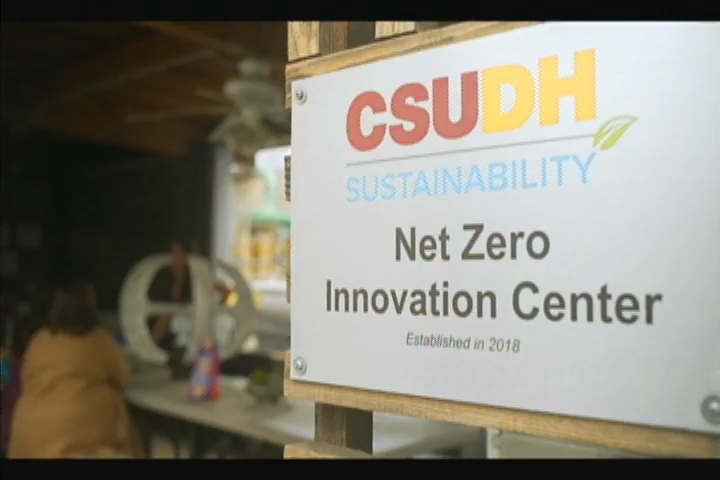 CSUDH
SUSTAINABILITY
Net Zero
Innovation Center
Established in 2018